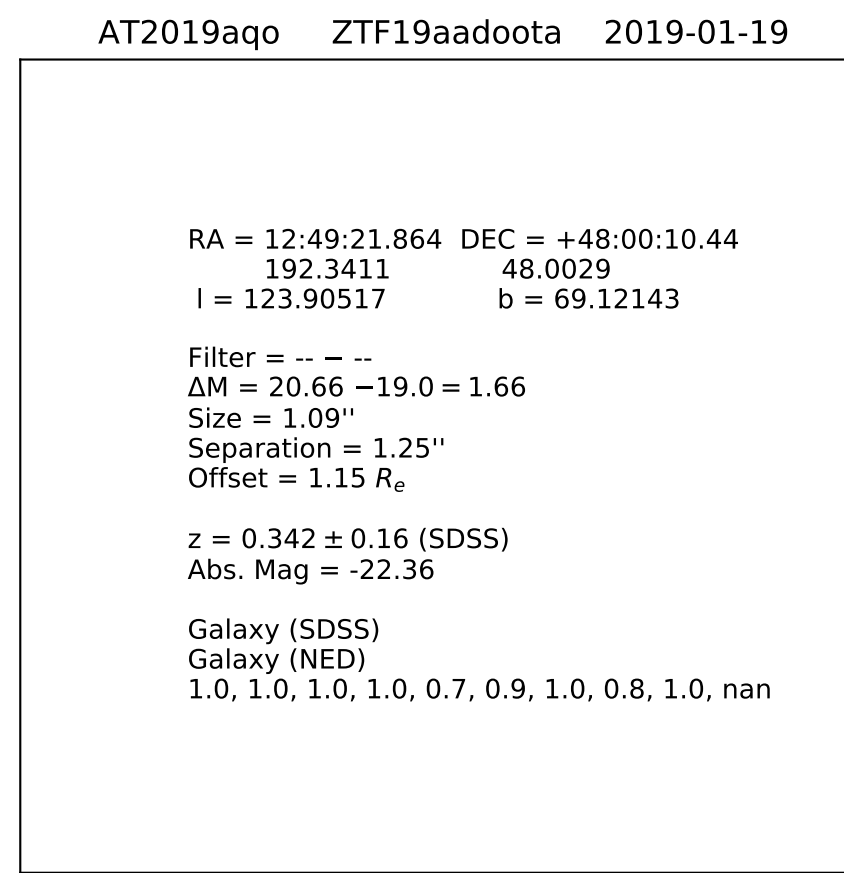 AT2019aqo ZTF19aadoota 2019-01-19
RA = 12:49:21.864 DEC = +48:00:10.44
192.3411 48.0029
l = 123.90517 b = 69.12143
Filter = -- − --
ΔM = 20.66 −19.0 = 1.66
Size = 1.09''
Separation = 1.25''
Offset = 1.15 Rₑ
z = 0.342 ± 0.16 (SDSS)
Abs. Mag = -22.36
Galaxy (SDSS)
Galaxy (NED)
1.0, 1.0, 1.0, 1.0, 0.7, 0.9, 1.0, 0.8, 1.0, nan